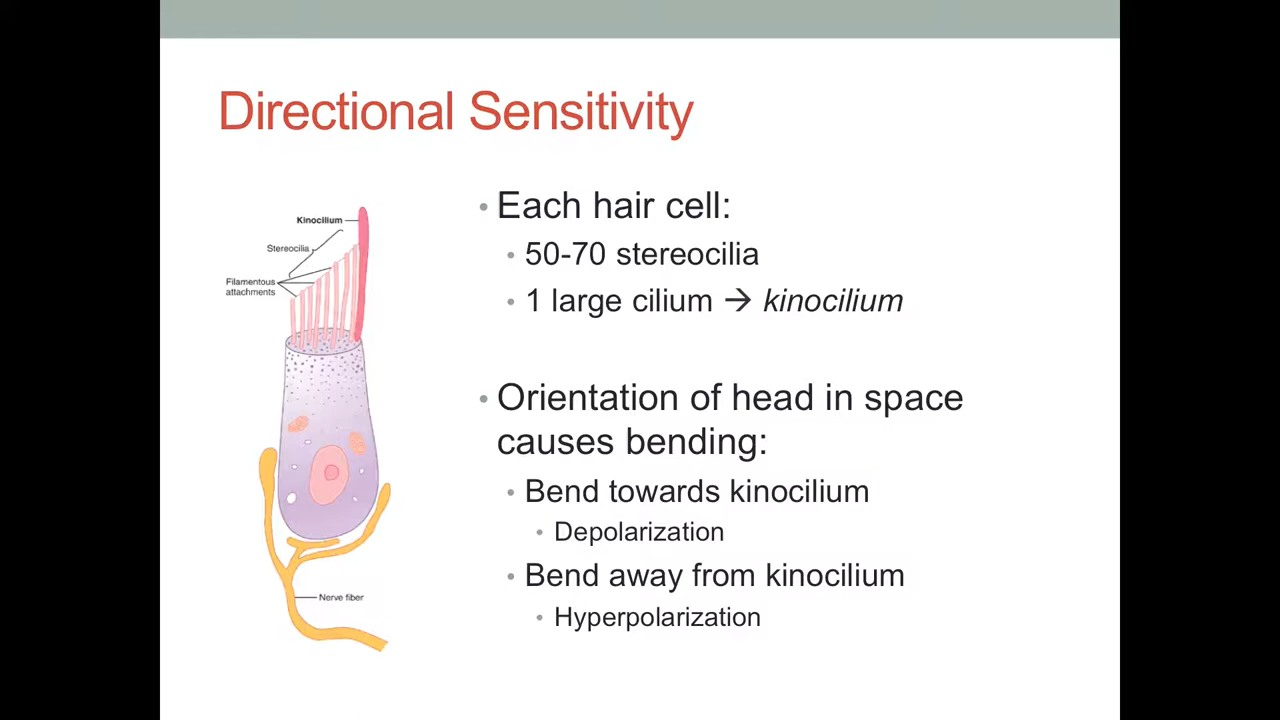 Directional Sensitivity
Kinocilium
Stereocilia
Filamentous
attachments
Nerve fiber
• Each hair cell:
• 50-70 stereocilia
• 1 large cilium → kinocilium
• Orientation of head in space
causes bending:
• Bend towards kinocilium
• Depolarization
• Bend away from kinocilium
• Hyperpolarization